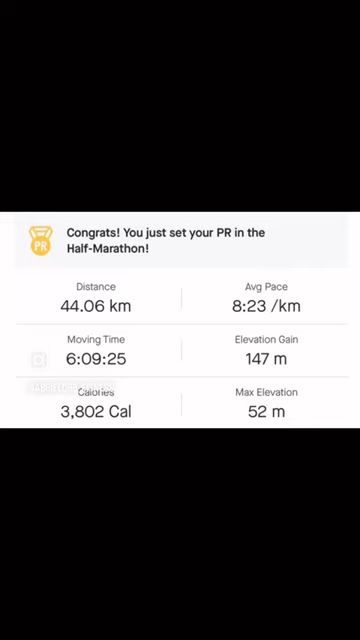 PR
Congrats! You just set your PR in the
Half-Marathon!
Distance
Avg Pace
44.06 km
8:23 /km
Moving Time
Elevation Gain
6:09:25
147 m
Calories
Max Elevation
3,802 Cal
52 m